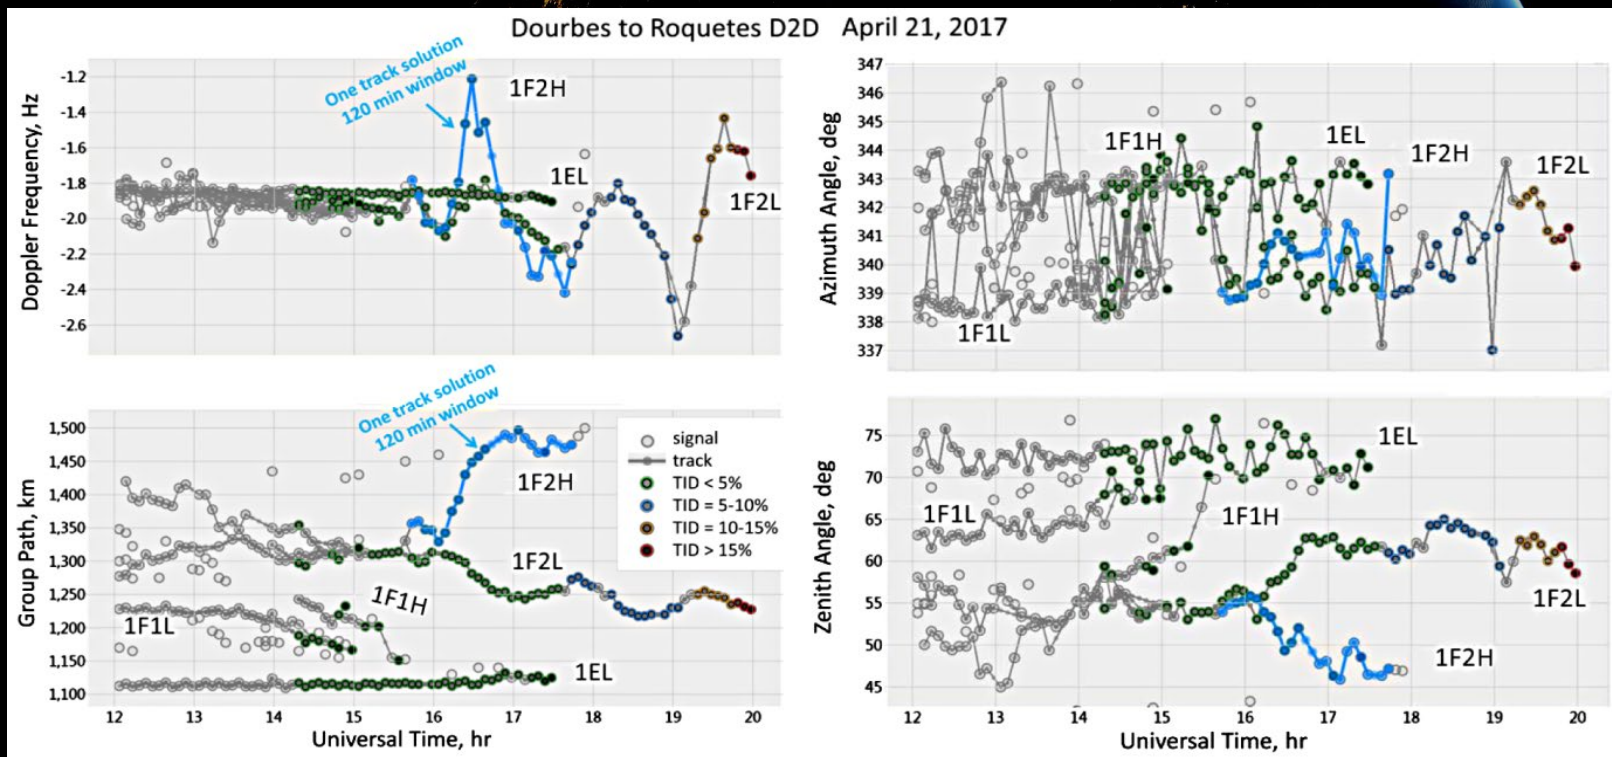 Dourbes to Roquetes D2D April 21, 2017
Doppler Frequency, Hz
-1.2
-1.4
-1.6
-1.8
-2.0
-2.2
-2.4
-2.6
One track solution
120 min window
1F2H
1EL
1F2L
Azimuth Angle, deg
347
346
345
344
343
342
341
340
339
338
337
1F1H
1EL
1F2H
1F2L
1F1L
Group Path, km
1,500
1,450
1,400
1,350
1,300
1,250
1,200
1,150
1,100
One track solution
120 min window
1F2H
1F2L
1F1H
1F1L
1EL
signal
track
TID < 5%
TID = 5-10%
TID = 10-15%
TID > 15%
12 13 14 15 16 17 18 19 20
Universal Time, hr
Zenith Angle, deg
75
70
65
60
55
50
45
1EL
1F1L
1F1H
1F2L
1F2H
12 13 14 15 16 17 18 19 20
Universal Time, hr